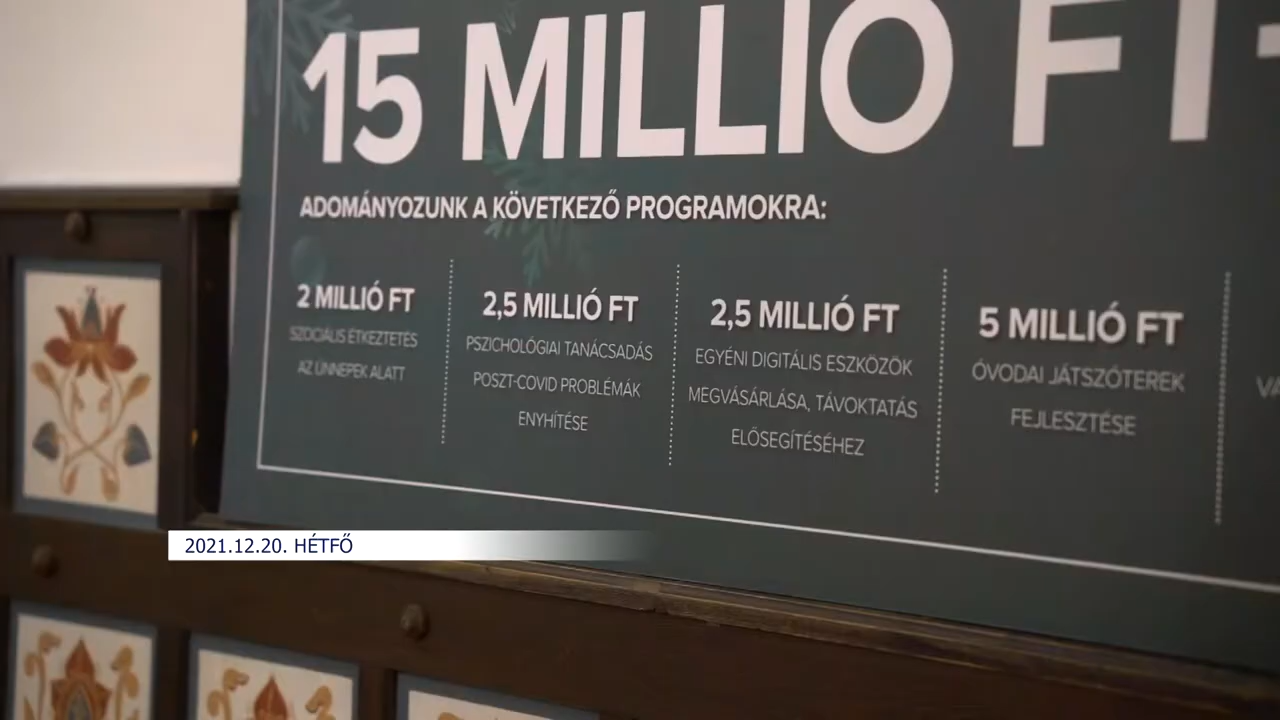 15 MILLIÓ FT-
ADOMÁNYOZUNK A KÖVETKEZŐ PROGRAMOKRA:
2 MILLIÓ FT
SZOCIÁLIS ÉTKEZTETÉS
AZ ÜNNEPEK ALATT
2,5 MILLIÓ FT
PSZICHOLÓGIAI TANÁCSADÁS
POSZT-COVID PROBLÉMÁK
ENYHÍTÉSE
2,5 MILLIÓ FT
EGYÉNI DIGITÁLIS ESZKÖZÖK
MEGVÁSÁRLÁSA, TÁVOKTATÁS
ELŐSEGÍTÉSÉHEZ
5 MILLIÓ FT
ÓVODAI JÁTSZÓTEREK
FEJLESZTÉSE
2021.12.20. HÉTFŐ